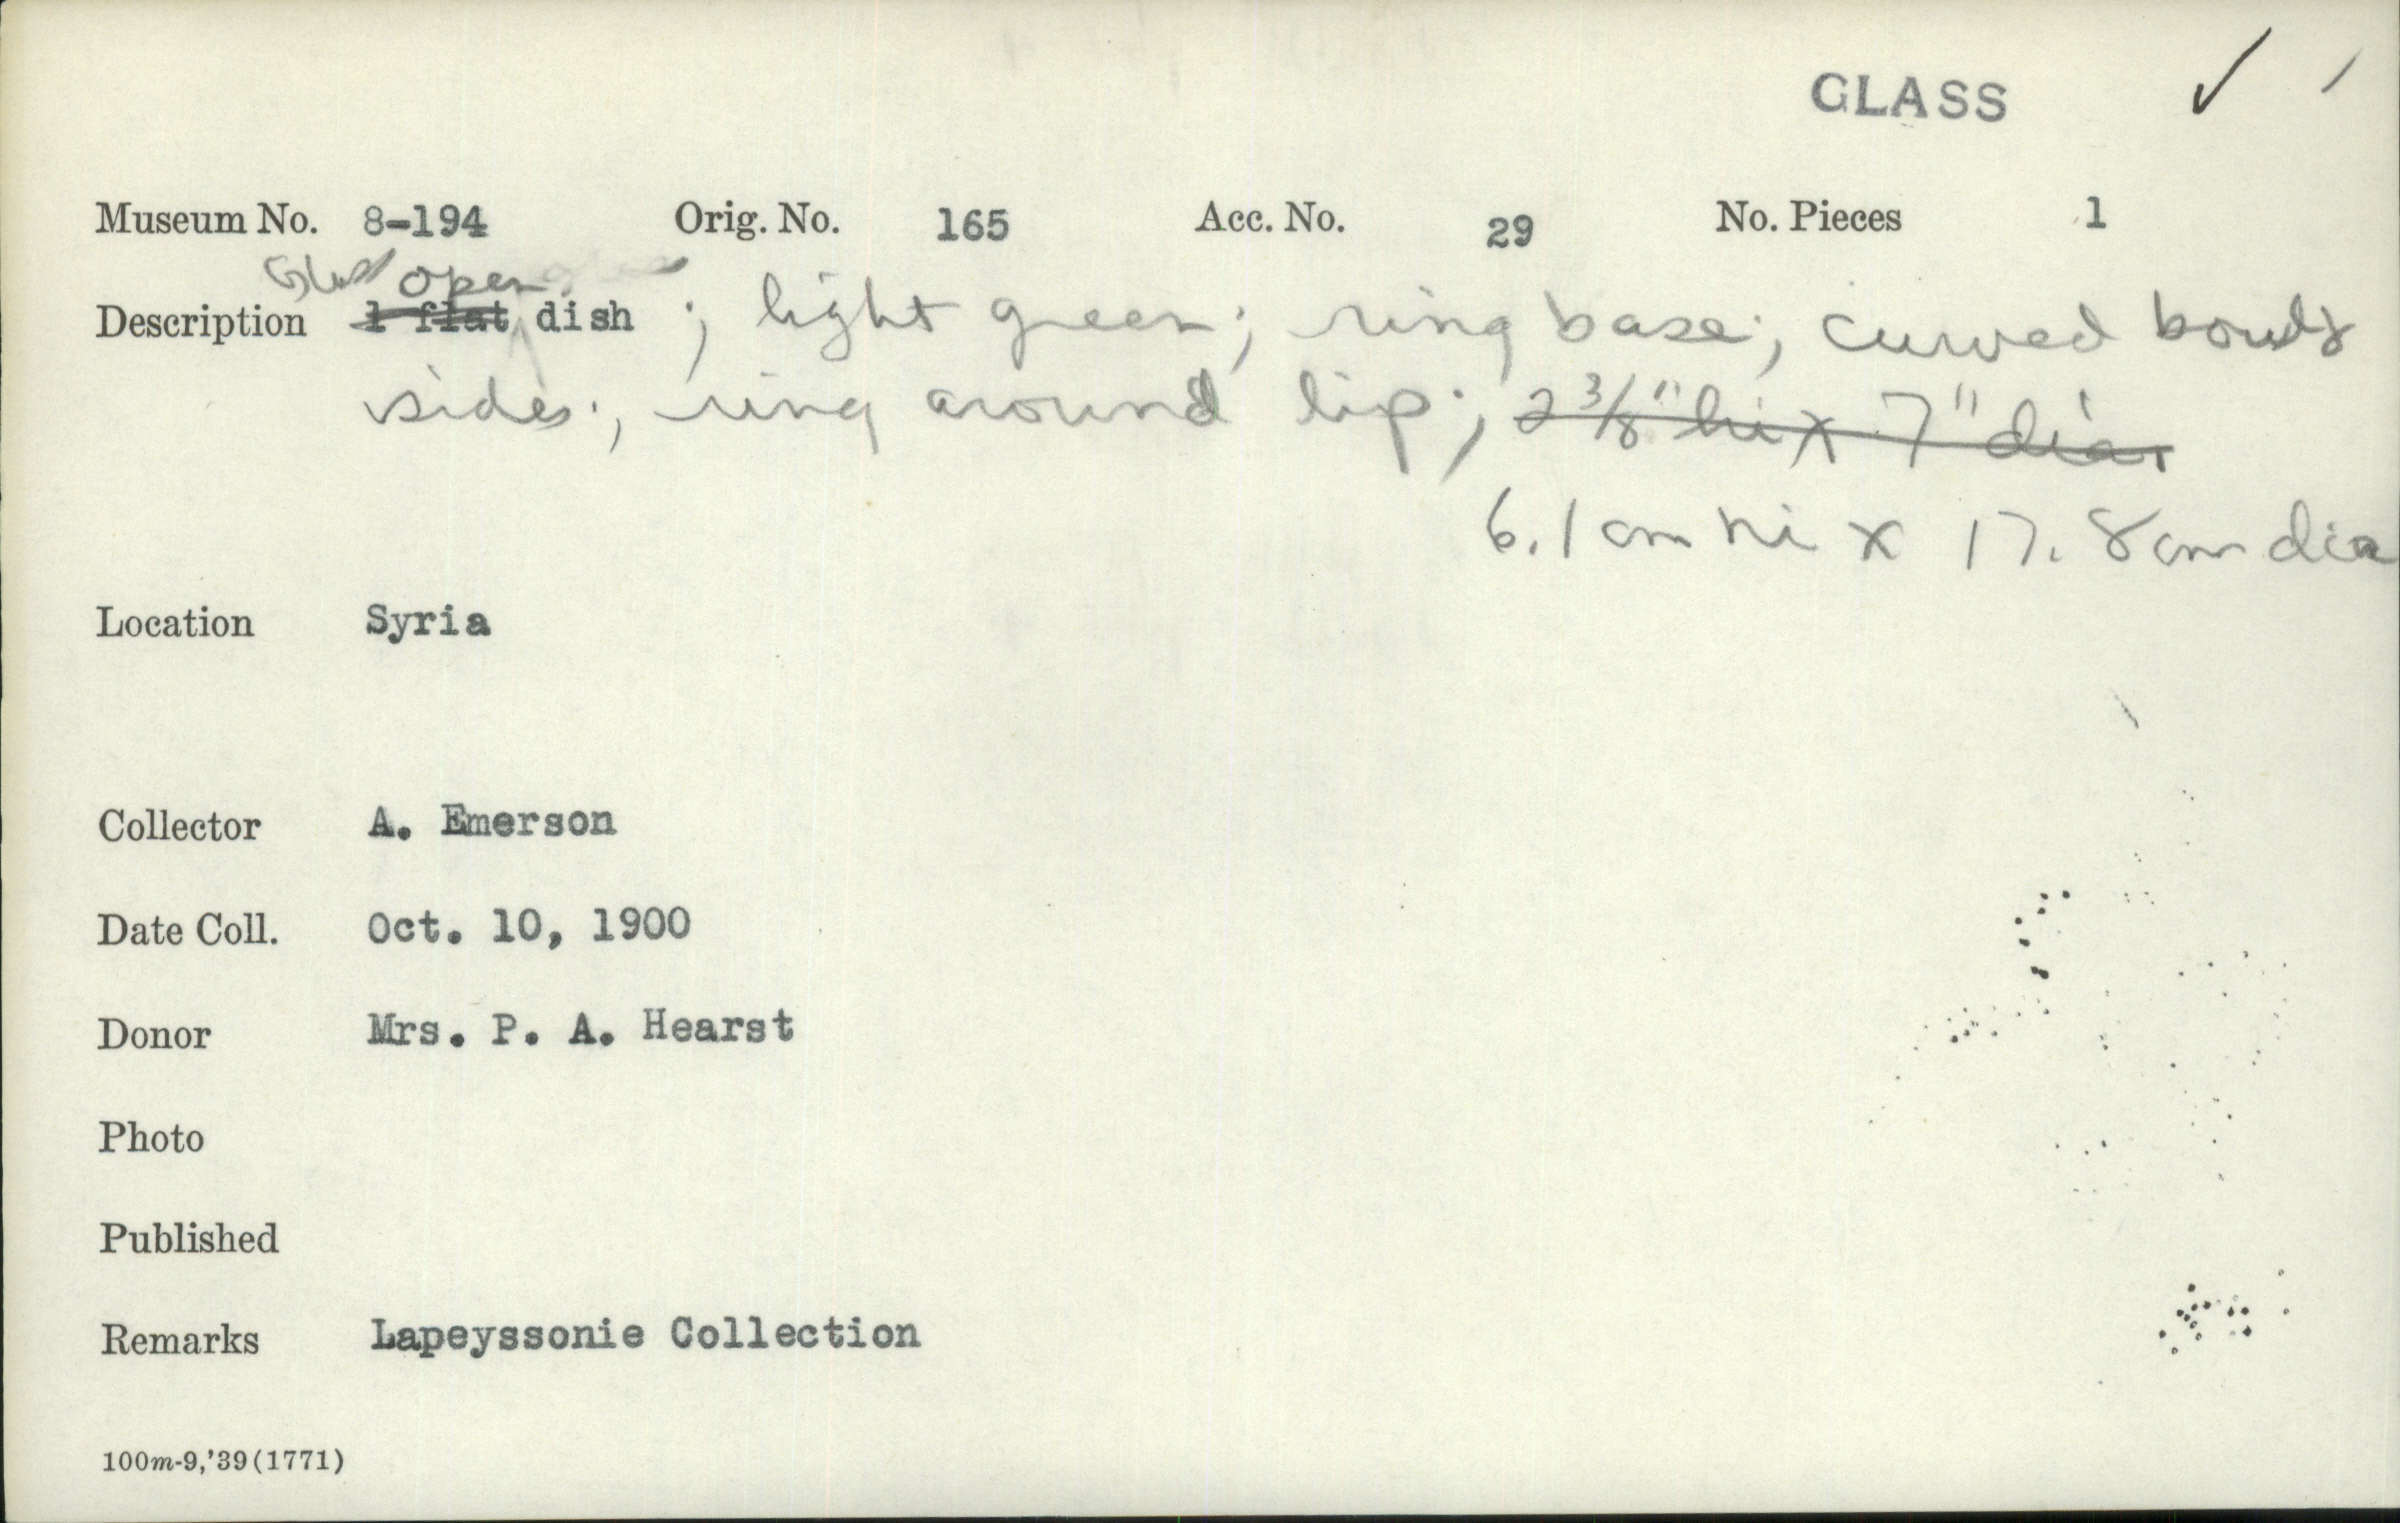 GLASS ✓
Museum No. 8-194 Orig. No. 165 Acc. No. 29 No. Pieces 1
Glass open
Description 1 flat dish ; light green; ring base; curved
sides; ring around lip; 2 3/8" hi x 7" dia.
6.1 cm hi x 17.8 cm dia
Location Syria
Collector A. Emerson
Date Coll. Oct. 10, 1900
Donor Mrs. P. A. Hearst
Photo
Published
Remarks Lapeyssonie Collection
100m-9,'39(1771)